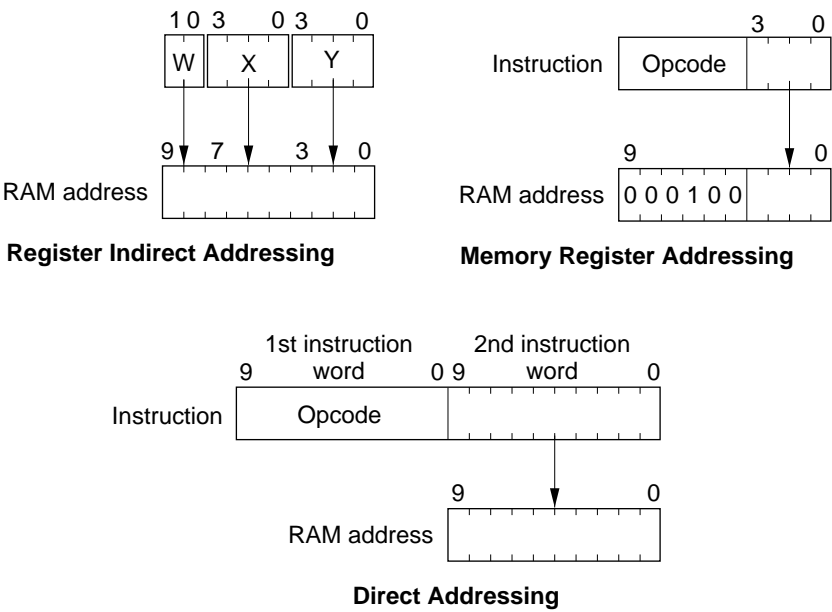 1 0 3 0 3 0
W X Y
9 7 3 0
RAM address
Register Indirect Addressing
3 0
Instruction Opcode
9 0
RAM address 0 0 0 1 0 0
Memory Register Addressing
1st instruction word
2nd instruction word
9 0 9 0
Instruction Opcode
9 0
RAM address
Direct Addressing